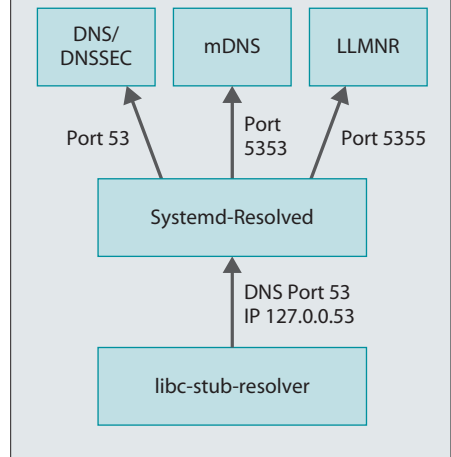 DNS/
DNSSEC
mDNS
LLMNR
Port 53
Port
5353
Port 5355
Systemd-Resolved
DNS Port 53
IP 127.0.0.53
libc-stub-resolver